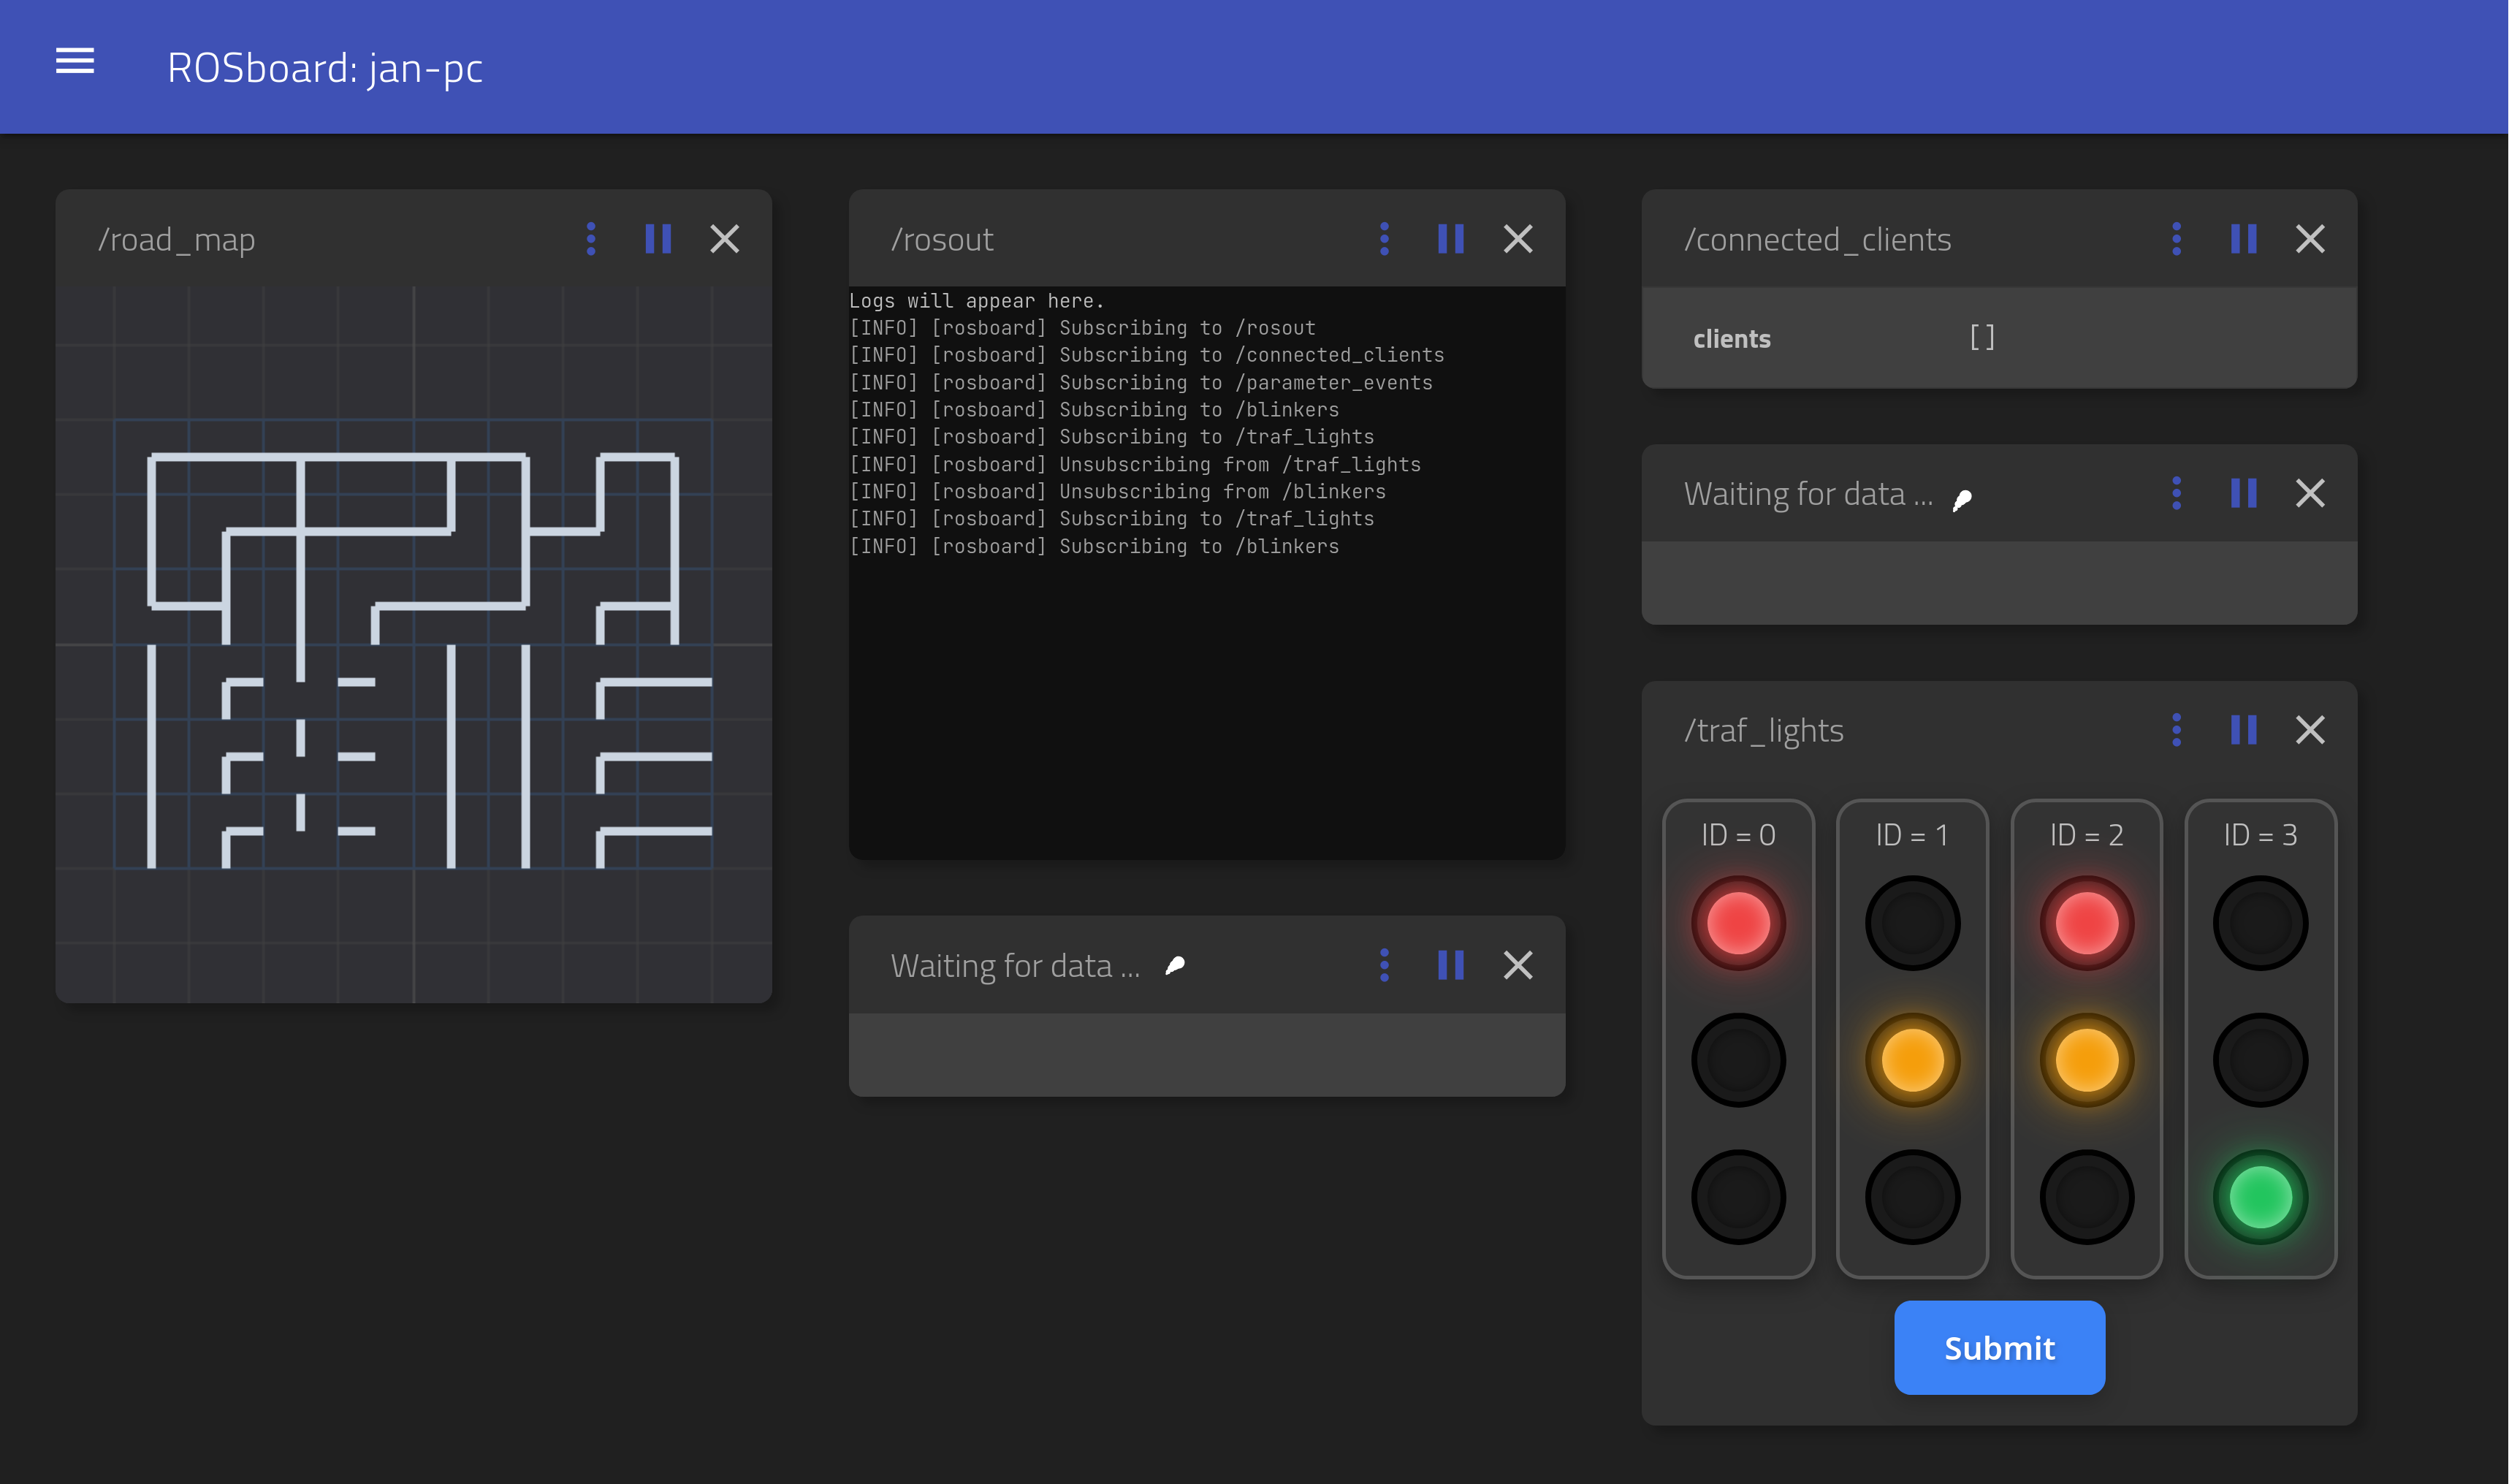 ROSboard: jan-pc
/road_map
/rosout
Logs will appear here.
[INFO] [rosboard] Subscribing to /rosout
[INFO] [rosboard] Subscribing to /connected_clients
[INFO] [rosboard] Subscribing to /parameter_events
[INFO] [rosboard] Subscribing to /blinkers
[INFO] [rosboard] Subscribing to /traf_lights
[INFO] [rosboard] Unsubscribing from /traf_lights
[INFO] [rosboard] Unsubscribing from /blinkers
[INFO] [rosboard] Subscribing to /traf_lights
[INFO] [rosboard] Subscribing to /blinkers
Waiting for data ...
/connected_clients
clients []
Waiting for data ...
/traf_lights
ID = 0 ID = 1 ID = 2 ID = 3
Submit